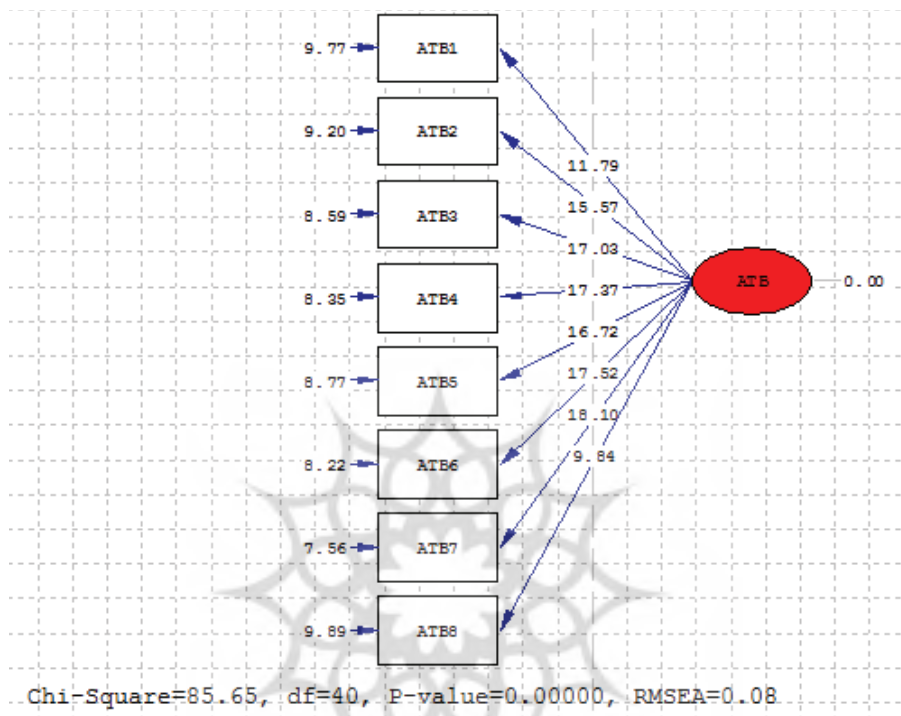 9.77 ATB1
9.20 ATB2
8.59 ATB3
8.35 ATB4
8.77 ATB5
8.22 ATB6
7.56 ATB7
9.89 ATB8
11.79
15.57
17.03
17.37
16.72
17.52
18.10
9.84
ATB 0.00
Chi-Square=85.65, df=40, P-value=0.00000, RMSEA=0.08